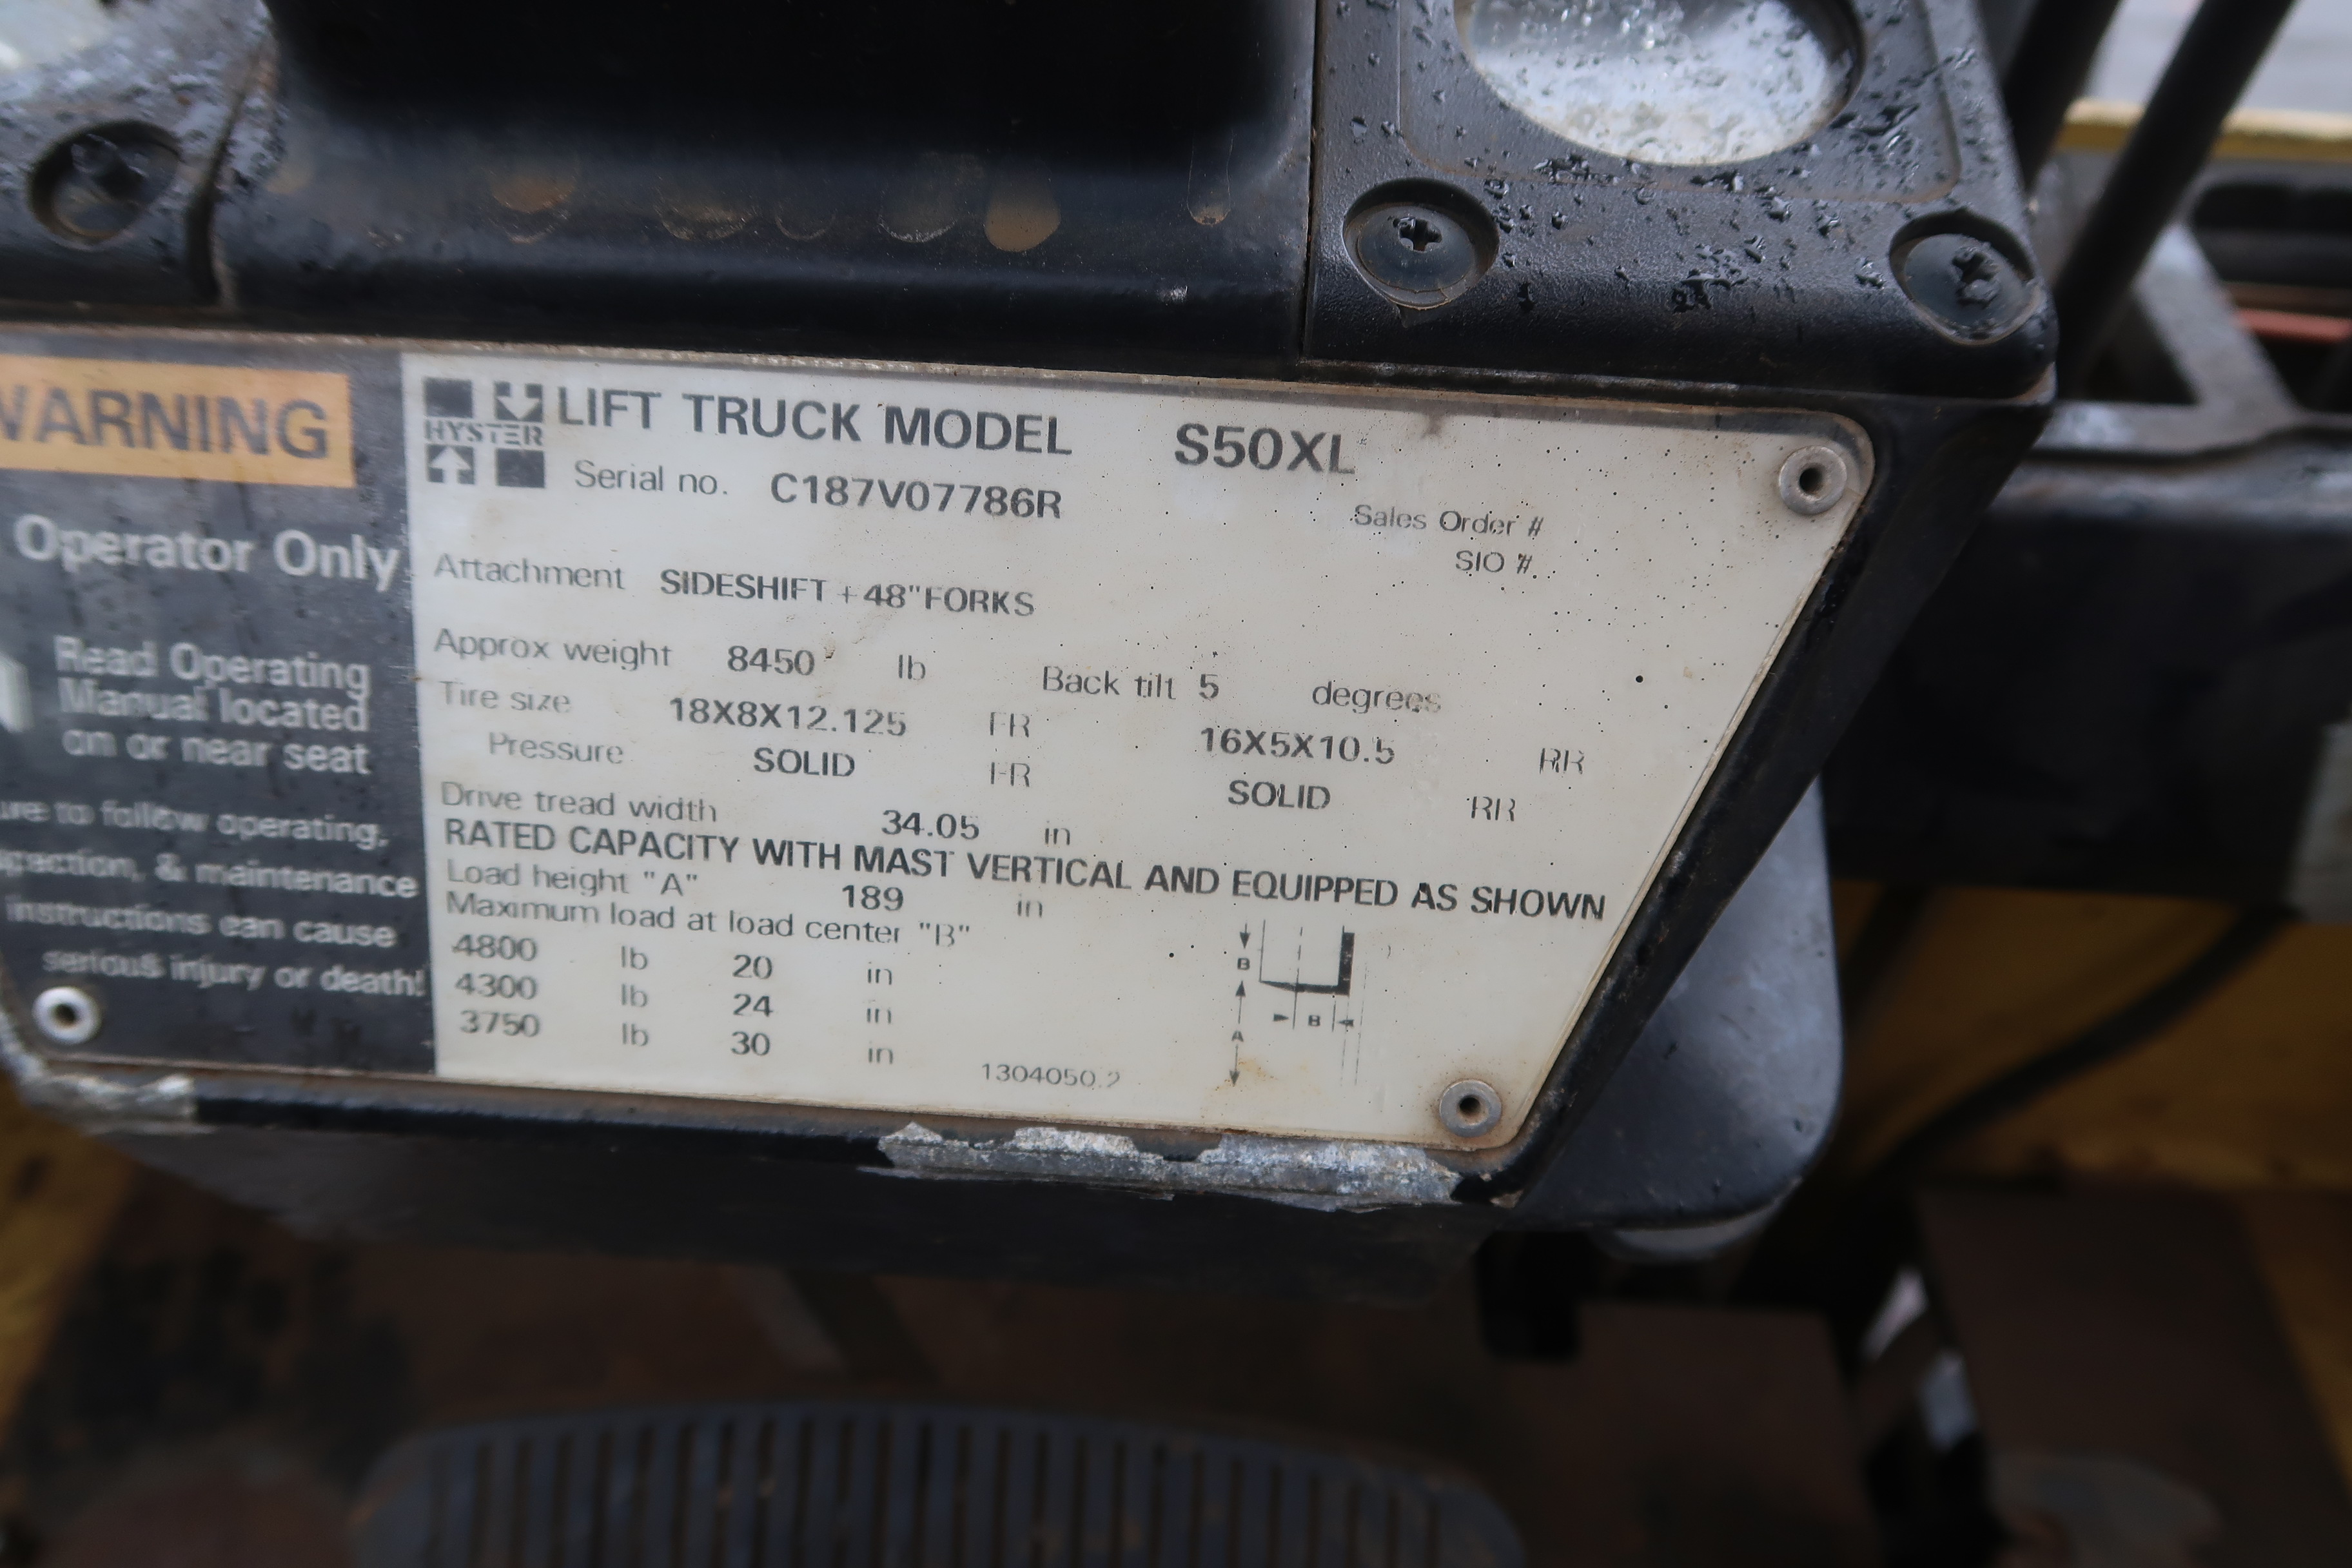 WARNING
Operator Only
Read Operating
Manual located
on or near seat
ure to follow operating,
pection, & maintenance
instructions can cause
serious injury or death!
HYSTER
LIFT TRUCK MODEL S50XL
Serial no. C187V07786R
Sales Order #
SIO #
Attachment SIDESHIFT + 48"FORKS
Approx weight 8450 lb Back tilt 5 degrees
Tire size 18X8X12.125 FR 16X5X10.5 RR
Pressure SOLID FR SOLID RR
Drive tread width 34.05 in
RATED CAPACITY WITH MAST VERTICAL AND EQUIPPED AS SHOWN
Load height "A" 189 in
Maximum load at load center "B"
4800 lb 20 in
4300 lb 24 in
3750 lb 30 in
B
B
A
1304050.2